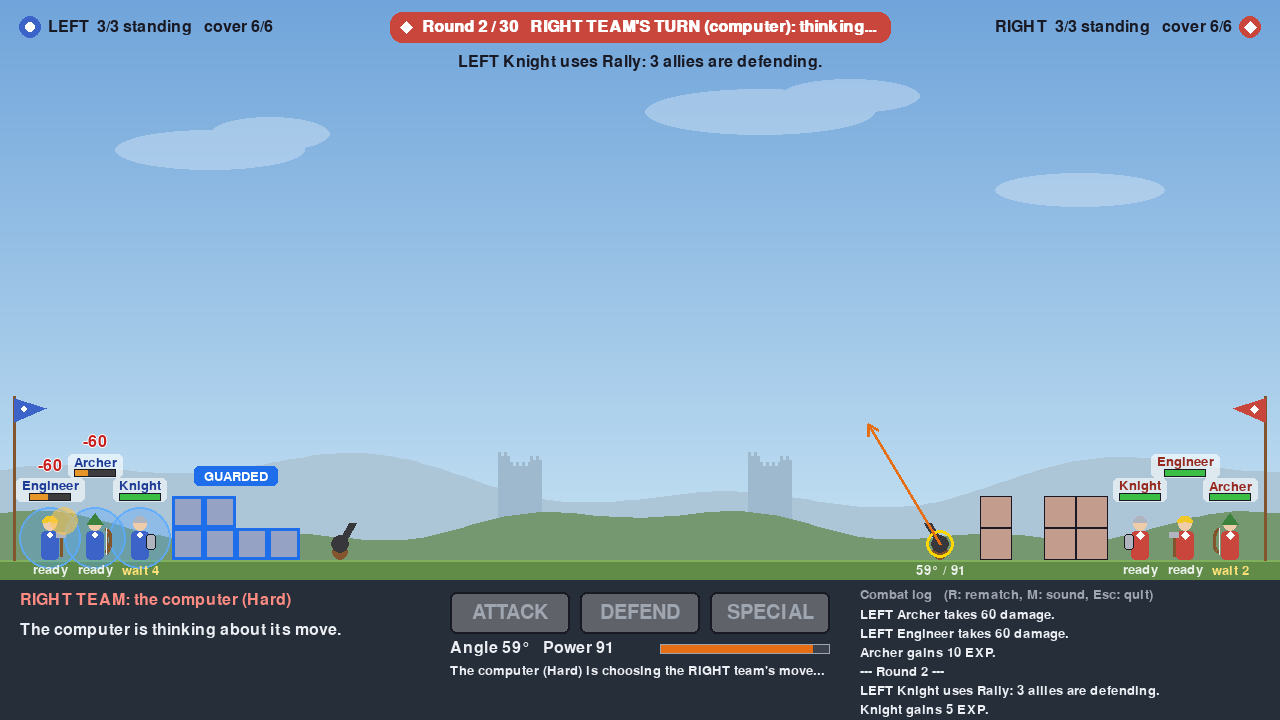 LEFT 3/3 standing cover 6/6
Round 2 / 30 RIGHT TEAM'S TURN (computer): thinking...
RIGHT 3/3 standing cover 6/6
LEFT Knight uses Rally: 3 allies are defending.
-60
-60
Archer
Engineer
Knight
GUARDED
Engineer
Knight
Archer
ready
ready
wait 4
59° / 91
ready
ready
wait 2
RIGHT TEAM: the computer (Hard)
The computer is thinking about its move.
ATTACK
DEFEND
SPECIAL
Angle 59° Power 91
The computer (Hard) is choosing the RIGHT team's move...
Combat log (R: rematch, M: sound, Esc: quit)
LEFT Archer takes 60 damage.
LEFT Engineer takes 60 damage.
Archer gains 10 EXP.
--- Round 2 ---
LEFT Knight uses Rally: 3 allies are defending.
Knight gains 5 EXP.